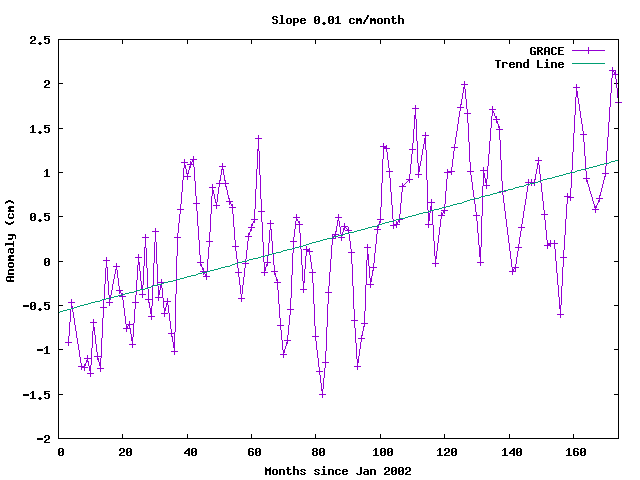 Slope 0.01 cm/month
GRACE
Trend Line
2.5
2
1.5
1
0.5
0
-0.5
-1
-1.5
-2
Anomaly (cm)
0 20 40 60 80 100 120 140 160
Months since Jan 2002